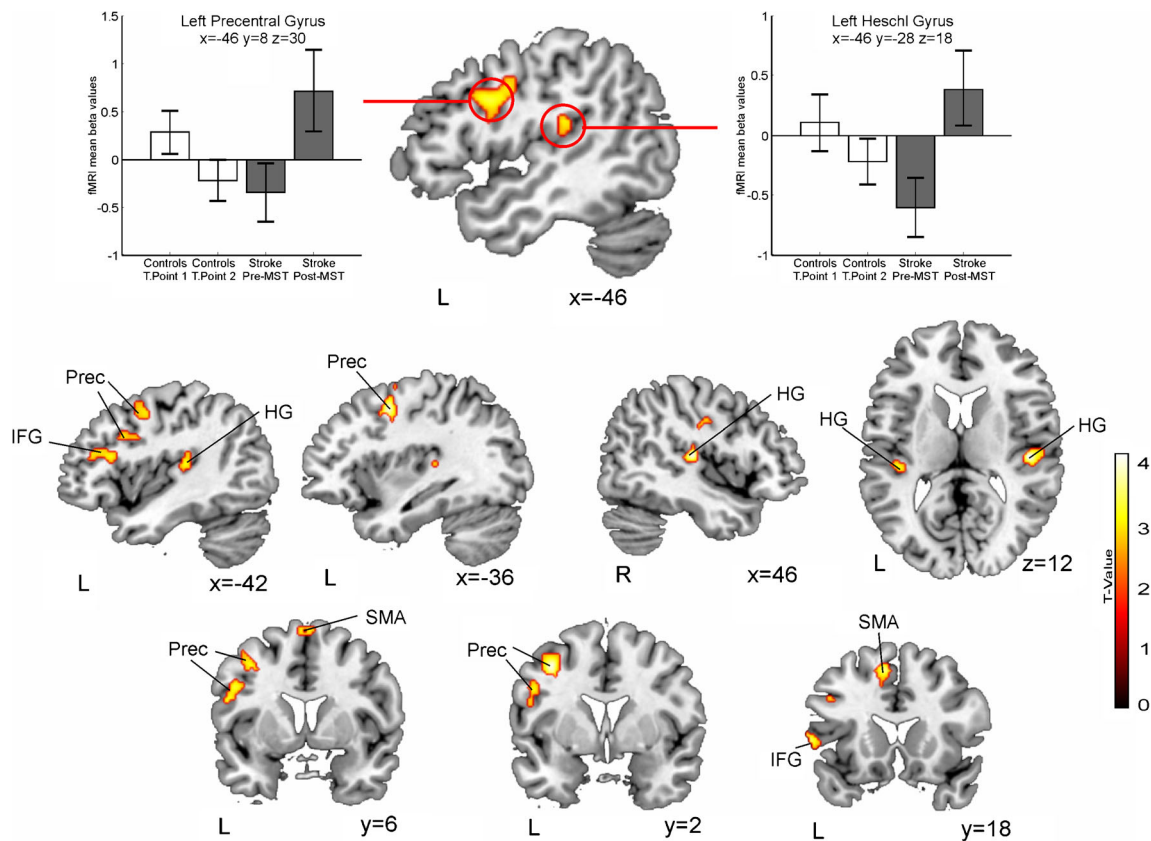 Left Precentral Gyrus
x=-46 y=8 z=30
fMRI mean beta values
1.5
1
0.5
0
-0.5
-1
Controls T.Point 1
Controls T.Point 2
Stroke Pre-MST
Stroke Post-MST
L
x=-46
Left Heschl Gyrus
x=-46 y=-28 z=18
fMRI mean beta values
1
0.5
0
-0.5
-1
Controls T.Point 1
Controls T.Point 2
Stroke Pre-MST
Stroke Post-MST
Prec
IFG
HG
L
x=-42
Prec
L
x=-36
HG
R
x=46
HG
HG
L
z=12
4
3
2
1
0
T-Value
SMA
Prec
L
y=6
Prec
L
y=2
SMA
IFG
L
y=18